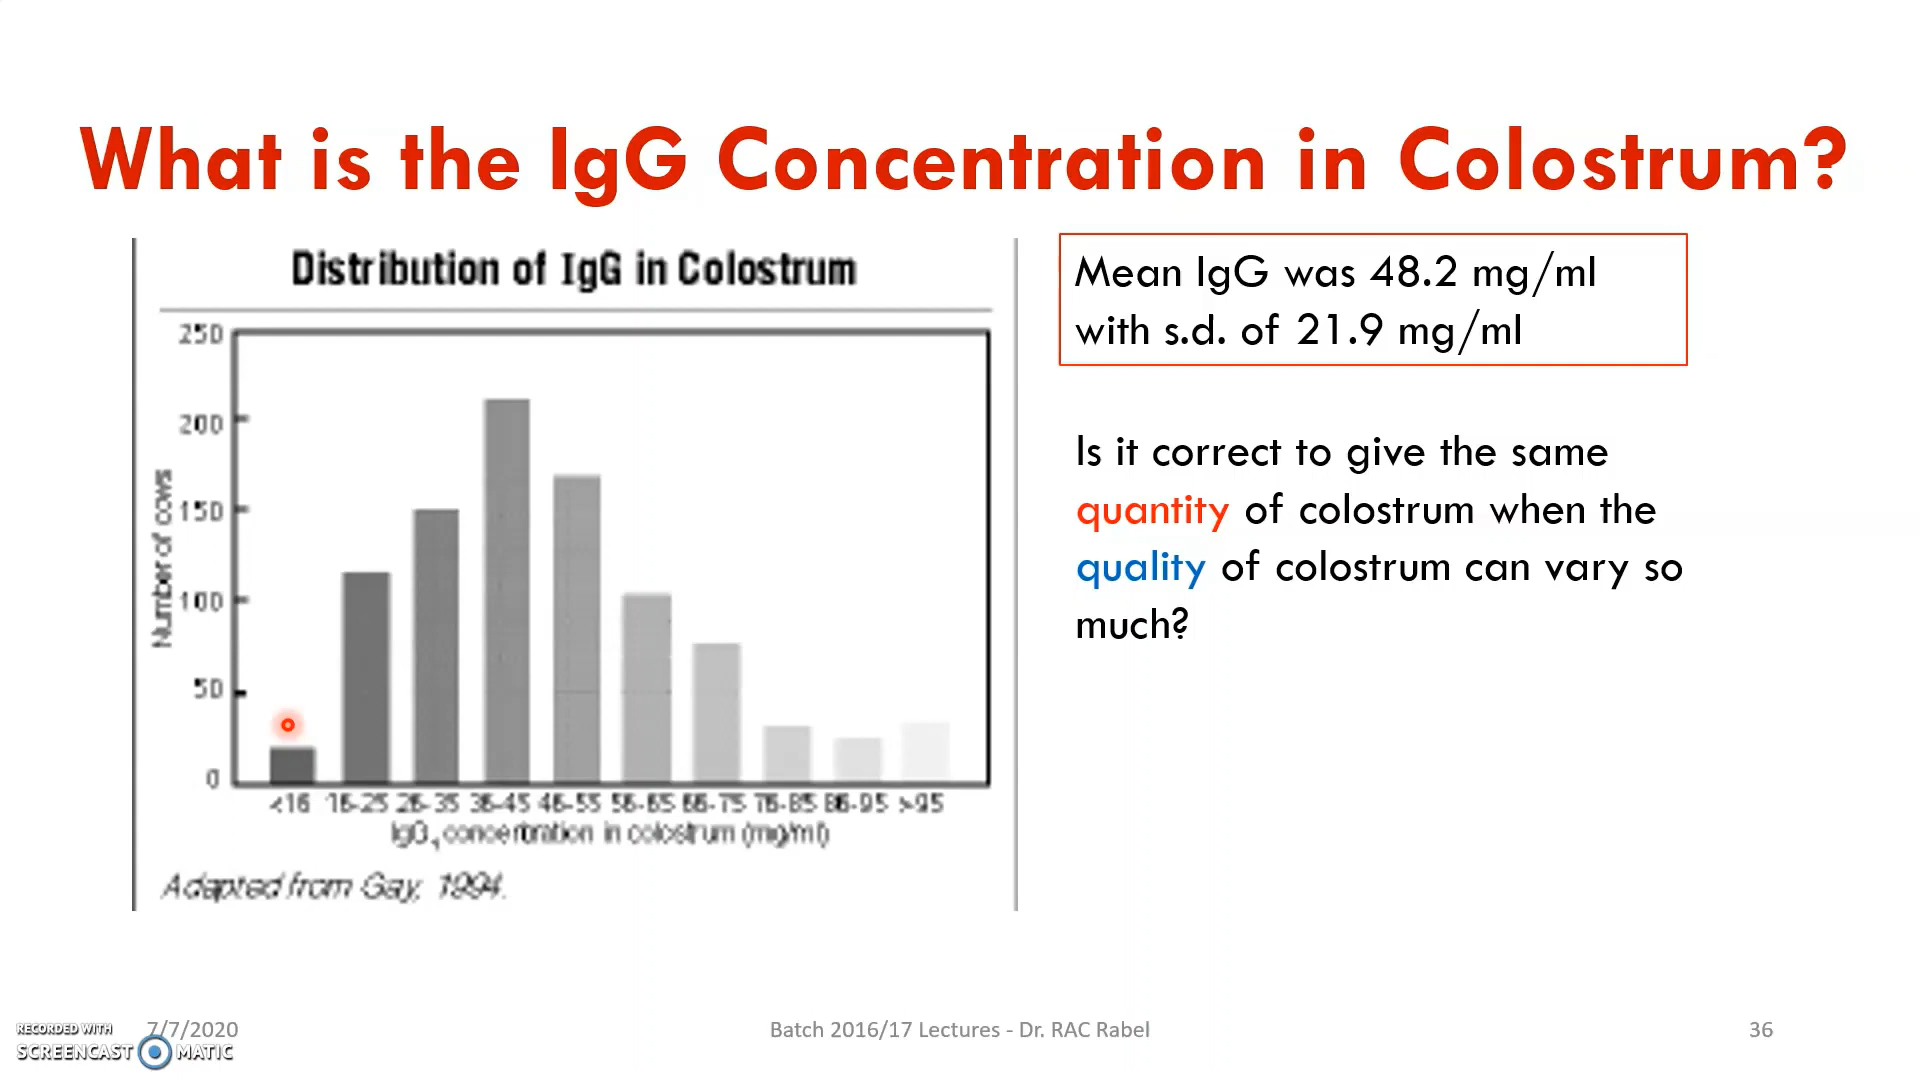 What is the IgG Concentration in Colostrum?
Distribution of IgG in Colostrum
250
200
150
100
50
0
Number of cows
<16 16-25 26-35 36-45 46-55 56-65 66-75 76-85 86-95 >95
IgG₁ concentration in colostrum (mg/ml)
Adapted from Gay, 1994.
Mean IgG was 48.2 mg/ml
with s.d. of 21.9 mg/ml
Is it correct to give the same
quantity of colostrum when the
quality of colostrum can vary so
much?
RECORDED WITH
SCREENCAST MATIC
7/7/2020
Batch 2016/17 Lectures - Dr. RAC Rabel
36